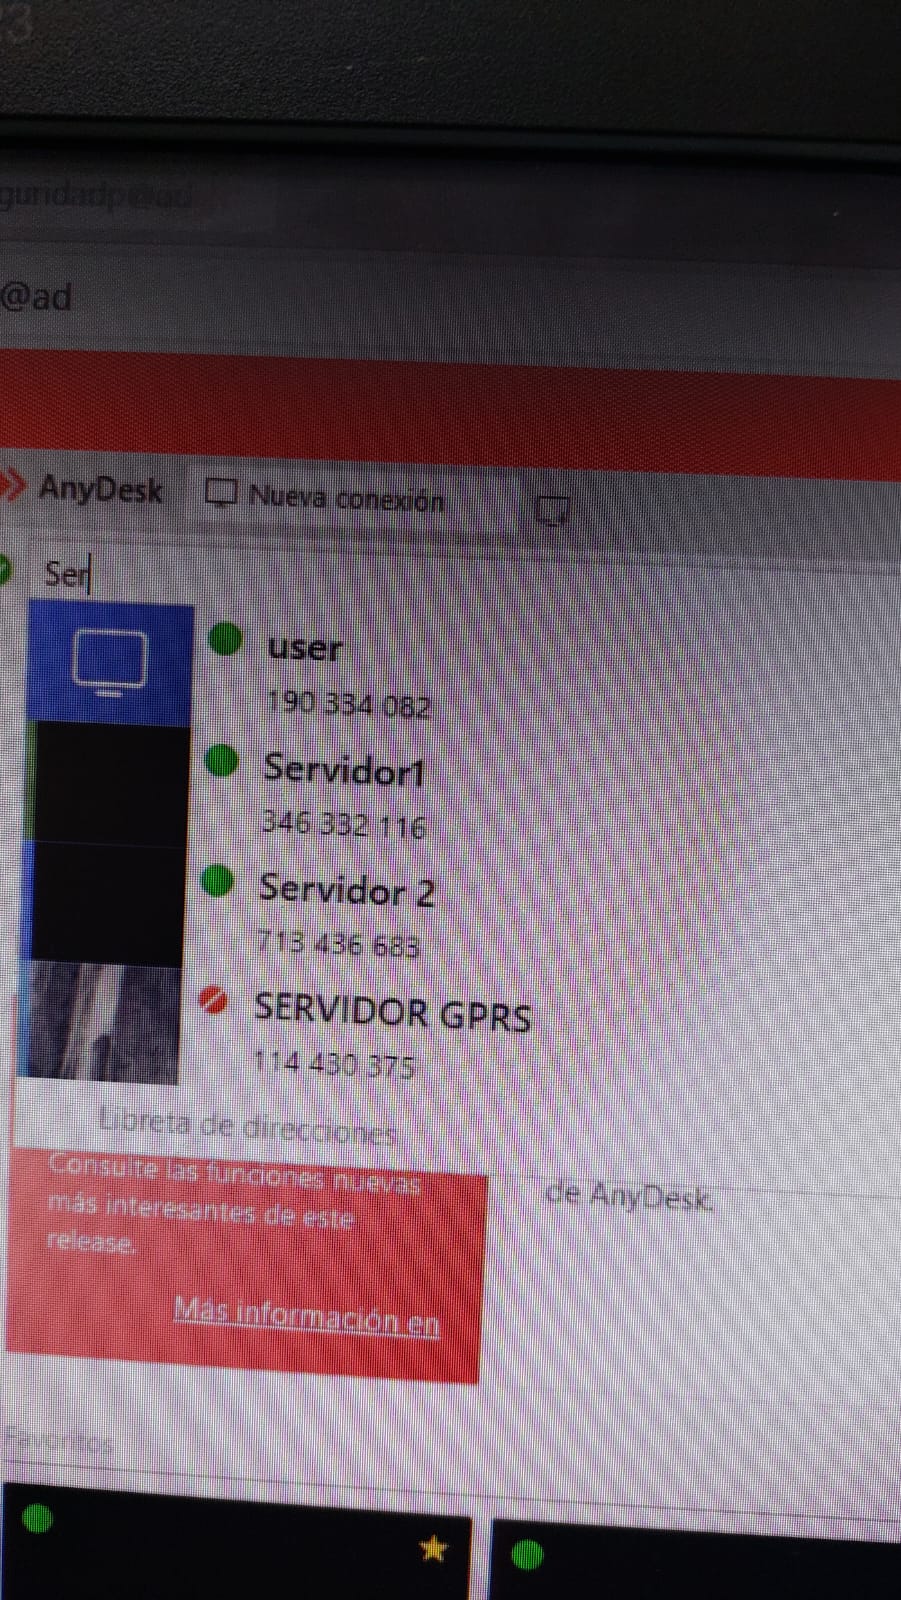 guridadp@ad
@ad
AnyDesk
Nueva conexión
Ser
user
190 334 082
Servidor1
346 332 116
Servidor 2
713 436 683
SERVIDOR GPRS
114 430 375
Libreta de direcciones
Consulte las funciones nuevas
más interesantes de este
release.
de AnyDesk.
Más información en
Favoritos